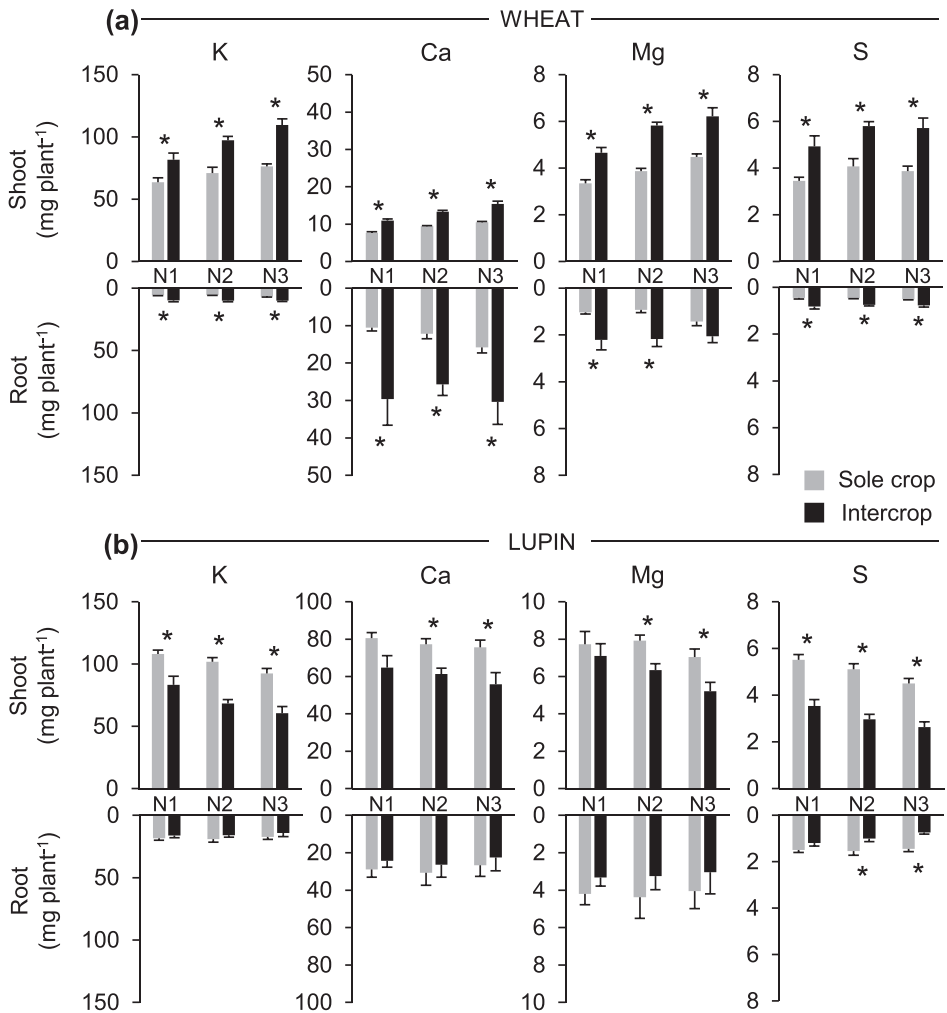 (a) WHEAT
K Ca Mg S
150 50 8 8
40
100 6 6
30
Shoot
(mg plant⁻¹)
4 4
50 20
10 2 2
0 0 0 0
* * * * * * * * * * * *
N1 N2 N3 N1 N2 N3 N1 N2 N3 N1 N2 N3
0 0 0 0
* * * * * * * * * * *
10 2 2
50 20
Root
(mg plant⁻¹)
4 4
100 30
6 6
40
150 50 8 8
Sole crop
Intercrop
(b) LUPIN
K Ca Mg S
150 100 10 8
80 8
100 6
60 6
Shoot
(mg plant⁻¹)
4
50 40 4
20 2 2
0 0 0 0
* * * * * * * * * *
N1 N2 N3 N1 N2 N3 N1 N2 N3 N1 N2 N3
0 0 0 0
* *
20 2 2
50 40 4
Root
(mg plant⁻¹)
4
100 60 6
6
80 8
150 100 10 8